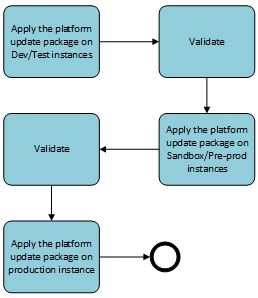 Apply the platform
update package on
Dev/Test instances
Validate
Apply the platform
update package on
Sandbox/Pre-prod
instances
Validate
Apply the platform
update package on
production instance